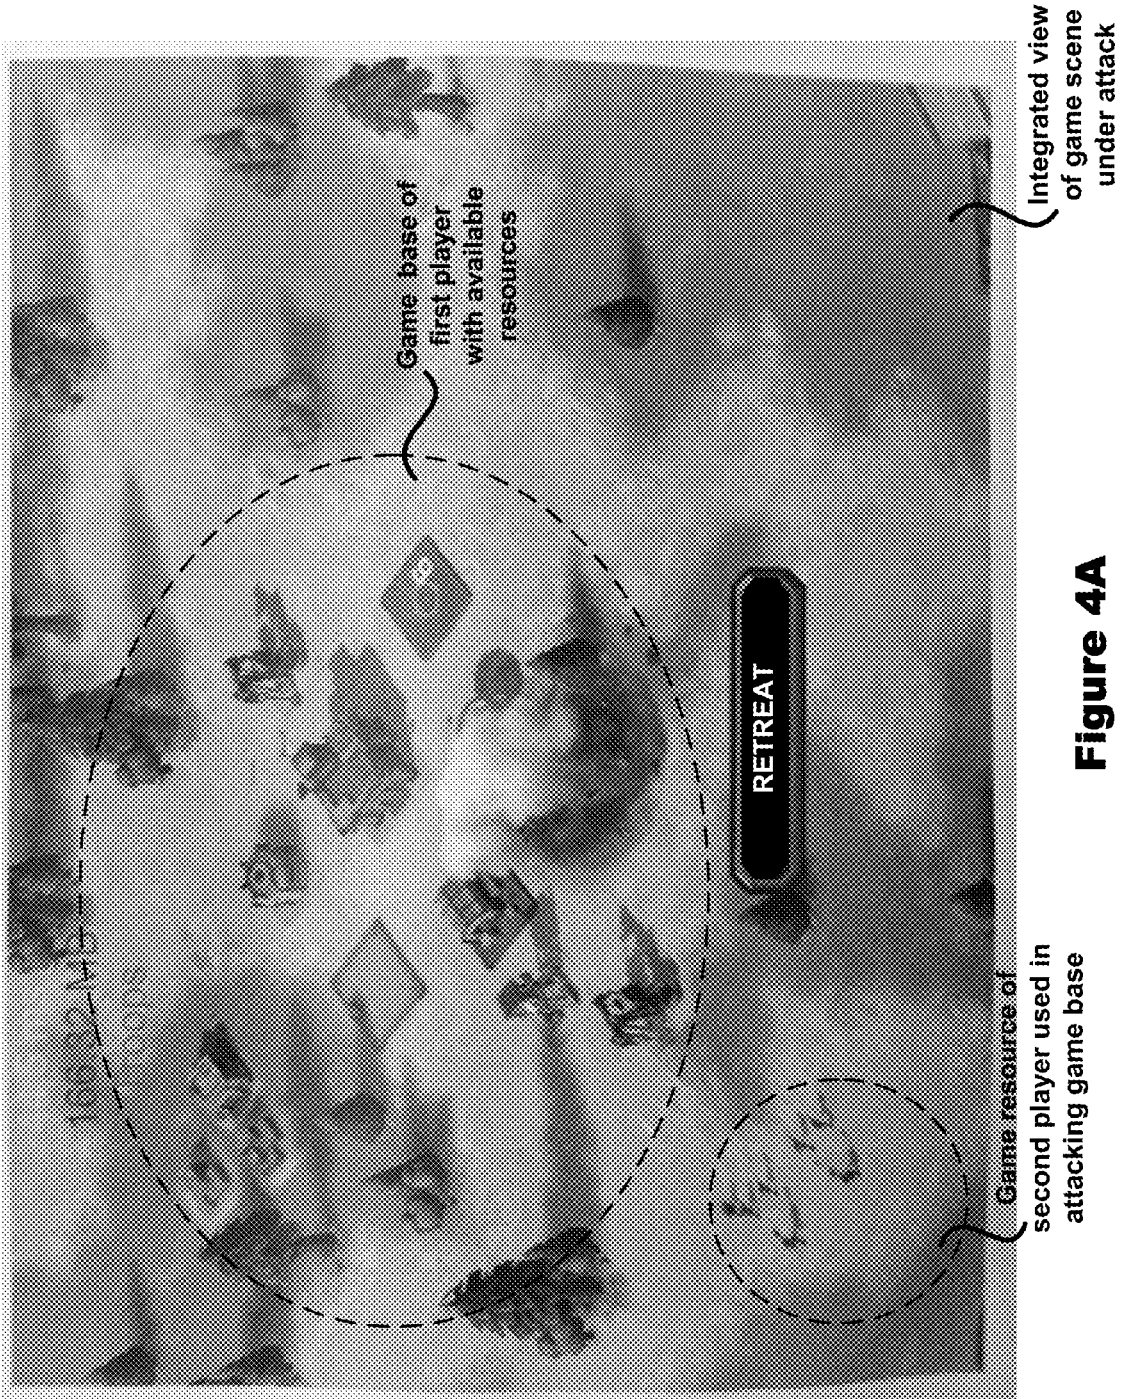 Game base of
first player
with available
resources
RETREAT
Integrated view
of game scene
under attack
Game resource of
second player used in
attacking game base
Figure 4A